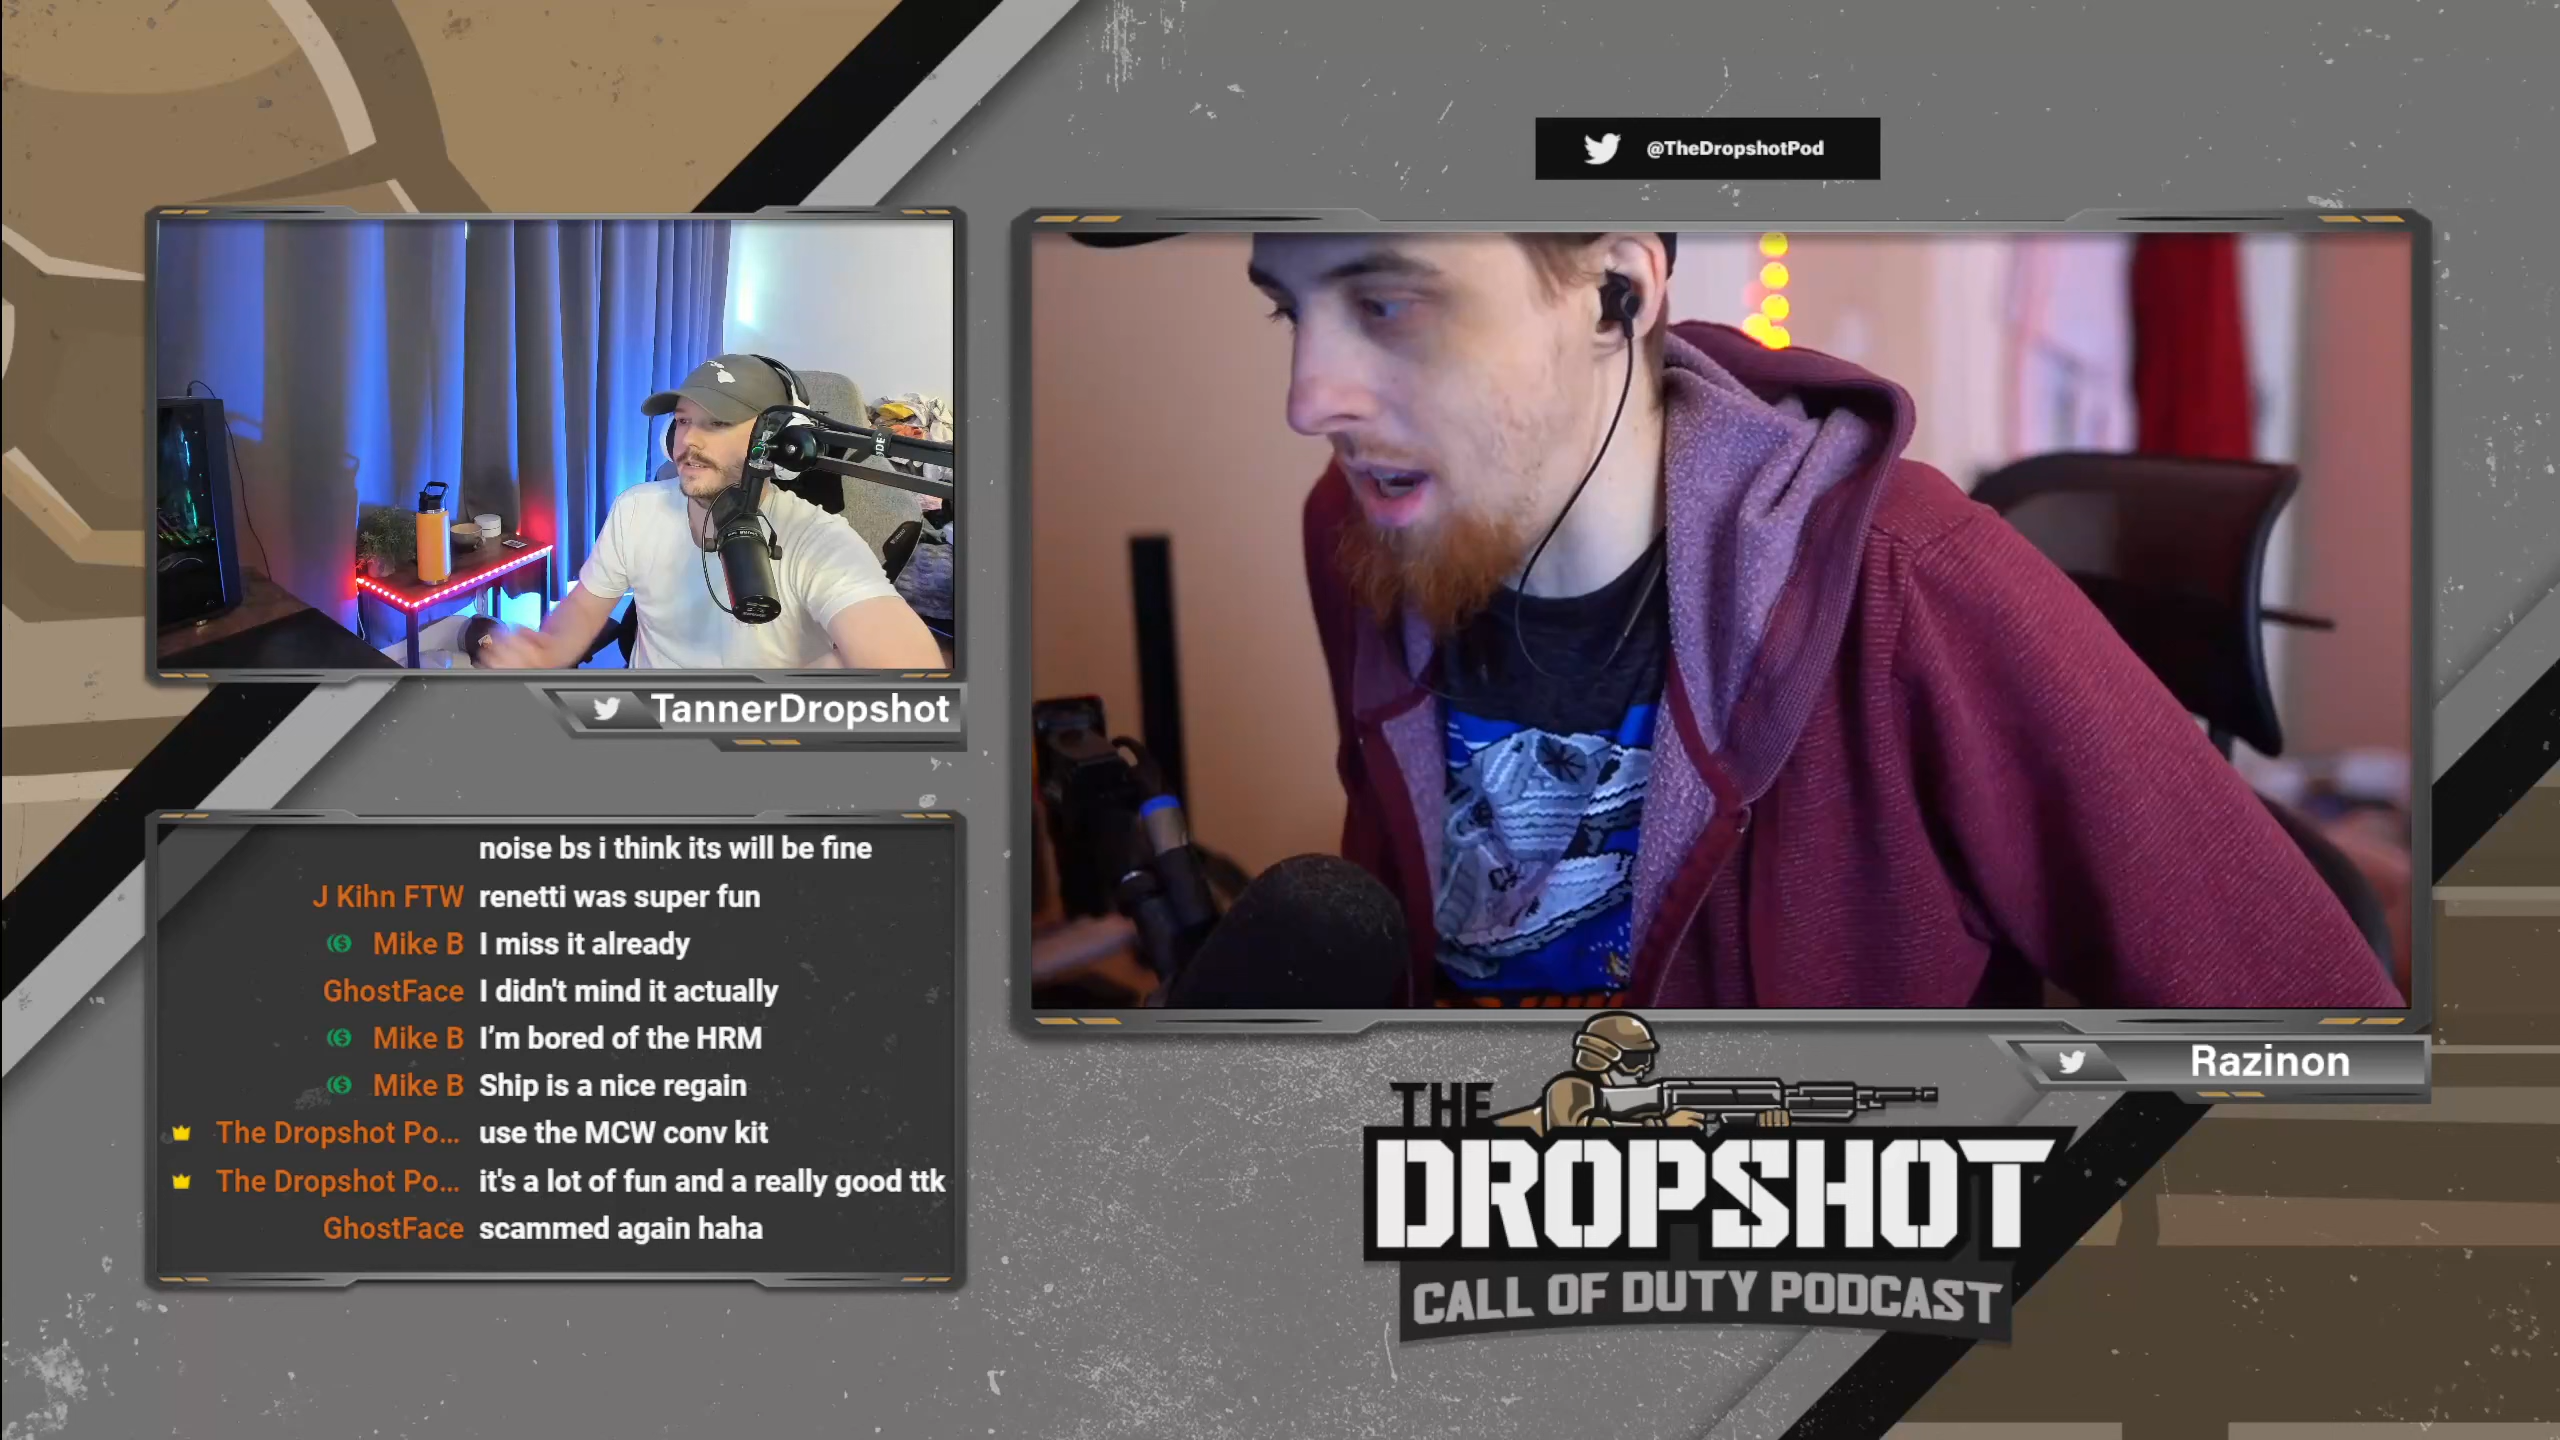 @TheDropshotPod
TannerDropshot
noise bs i think its will be fine
J Kihn FTW renetti was super fun
Mike B I miss it already
GhostFace I didn't mind it actually
Mike B I’m bored of the HRM
Mike B Ship is a nice regain
The Dropshot Po... use the MCW conv kit
The Dropshot Po... it's a lot of fun and a really good ttk
GhostFace scammed again haha
Razinon
THE
DROPSHOT
CALL OF DUTY PODCAST